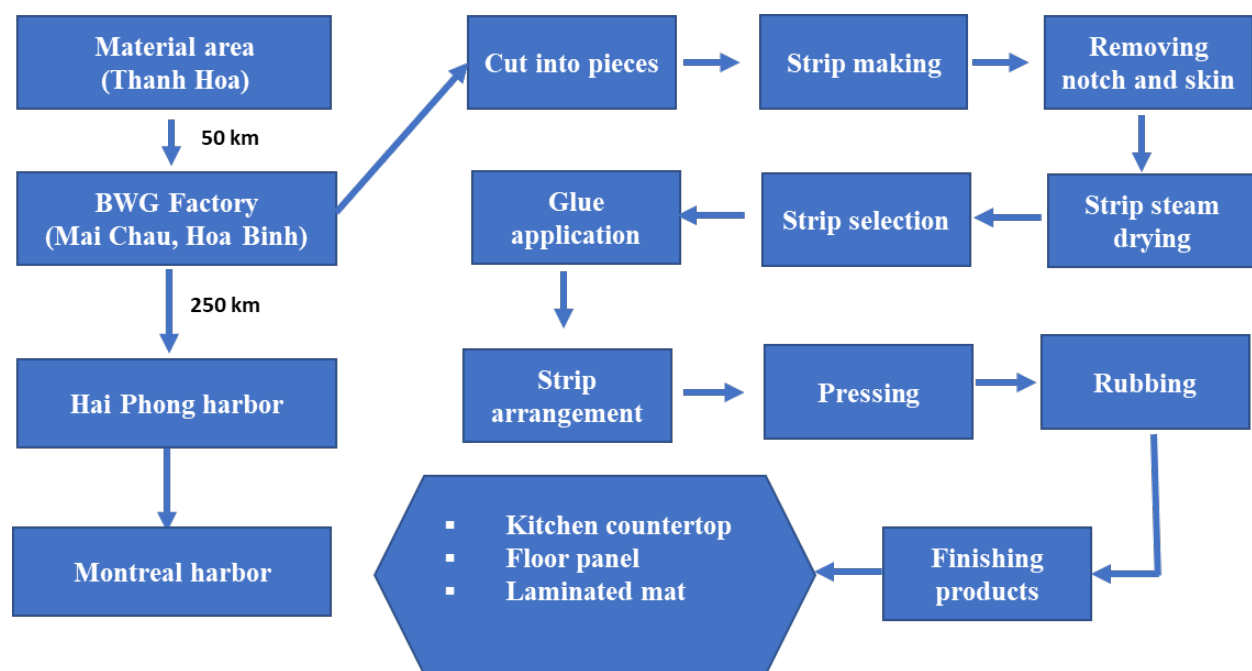 Material area
(Thanh Hoa)
50 km
BWG Factory
(Mai Chau, Hoa Binh)
250 km
Hai Phong harbor
Montreal harbor
Cut into pieces
Strip making
Removing
notch and skin
Strip steam
drying
Strip selection
Glue
application
Strip
arrangement
Pressing
Rubbing
Finishing
products
▪ Kitchen countertop
▪ Floor panel
▪ Laminated mat